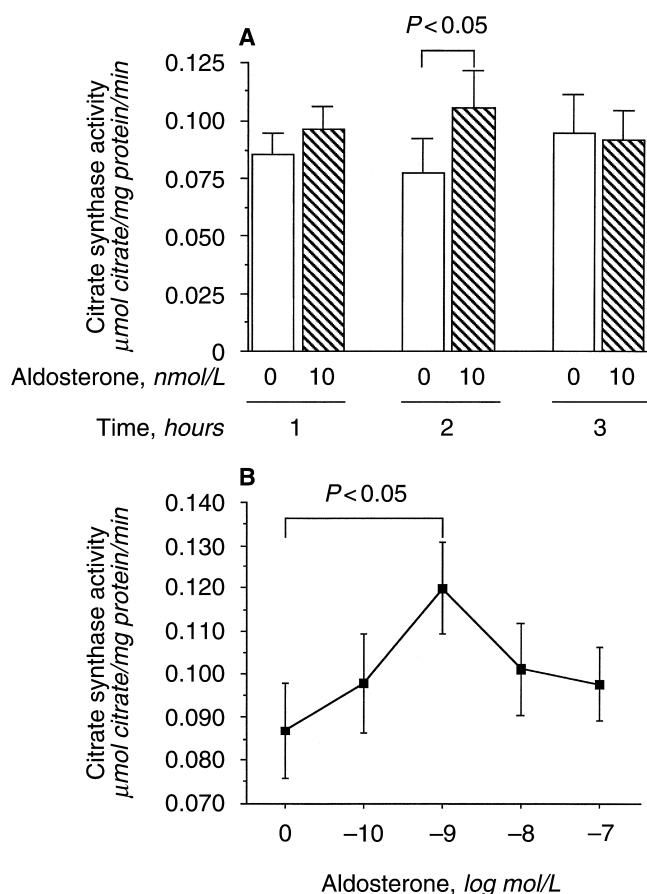 A
P < 0.05
Citrate synthase activity
µmol citrate/mg protein/min
0.125
0.100
0.075
0.050
0.025
0
Aldosterone, nmol/L 0 10 0 10 0 10
Time, hours 1 2 3
B
P < 0.05
Citrate synthase activity
µmol citrate/mg protein/min
0.140
0.130
0.120
0.110
0.100
0.090
0.080
0.070
0 –10 –9 –8 –7
Aldosterone, log mol/L